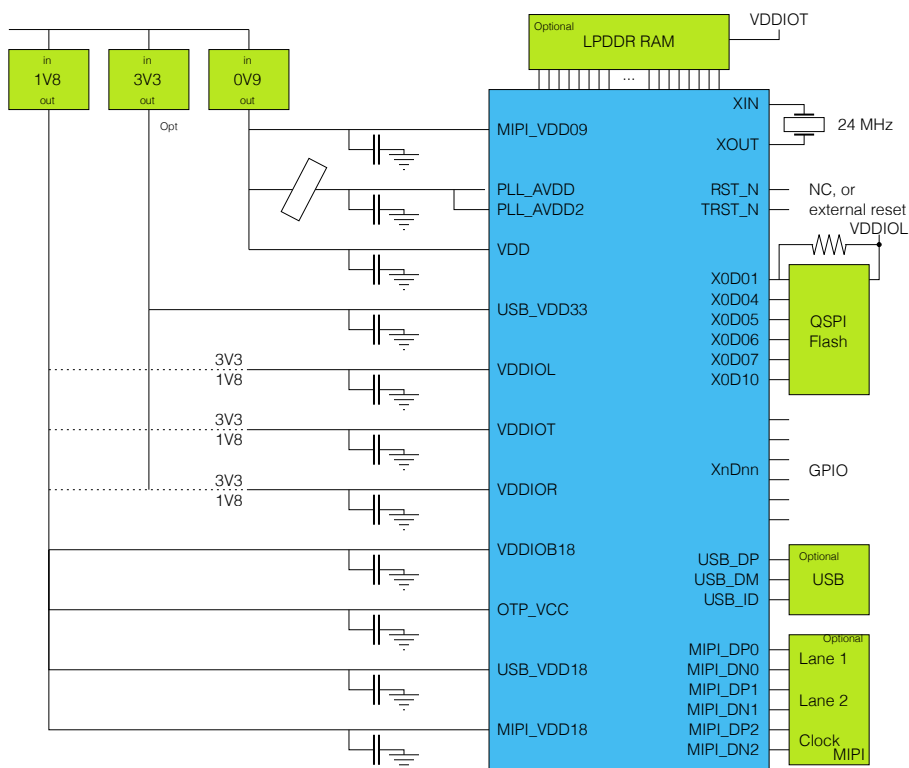 Optional
LPDDR RAM
VDDIOT
...
in
1V8
out
in
3V3
out
in
0V9
out
Opt
MIPI_VDD09
PLL_AVDD
PLL_AVDD2
VDD
USB_VDD33
3V3
1V8
VDDIOL
3V3
1V8
VDDIOT
3V3
1V8
VDDIOR
VDDIOB18
OTP_VCC
USB_VDD18
MIPI_VDD18
XIN
XOUT
24 MHz
RST_N
TRST_N
NC, or
external reset
VDDIOL
X0D01
X0D04
X0D05
X0D06
X0D07
X0D10
QSPI
Flash
XnDnn
GPIO
USB_DP
USB_DM
USB_ID
Optional
USB
MIPI_DP0
MIPI_DN0
MIPI_DP1
MIPI_DN1
MIPI_DP2
MIPI_DN2
Optional
Lane 1
Lane 2
Clock
MIPI